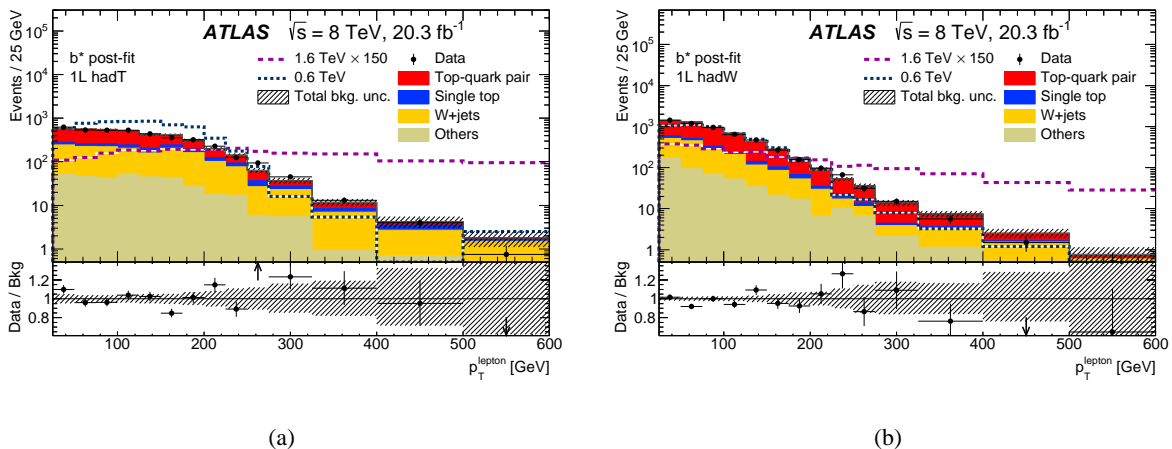 ATLAS √s = 8 TeV, 20.3 fb⁻¹
b* post-fit
1L hadT
1.6 TeV × 150
0.6 TeV
Total bkg. unc.
Data
Top-quark pair
Single top
W+jets
Others
Events / 25 GeV
10⁵
10⁴
10³
10²
10
1
Data / Bkg
1.2
1
0.8
100 200 300 400 500 600
p_T^lepton [GeV]
(a)
ATLAS √s = 8 TeV, 20.3 fb⁻¹
b* post-fit
1L hadW
1.6 TeV × 150
0.6 TeV
Total bkg. unc.
Data
Top-quark pair
Single top
W+jets
Others
Events / 25 GeV
10⁵
10⁴
10³
10²
10
1
Data / Bkg
1.2
1
0.8
100 200 300 400 500 600
p_T^lepton [GeV]
(b)